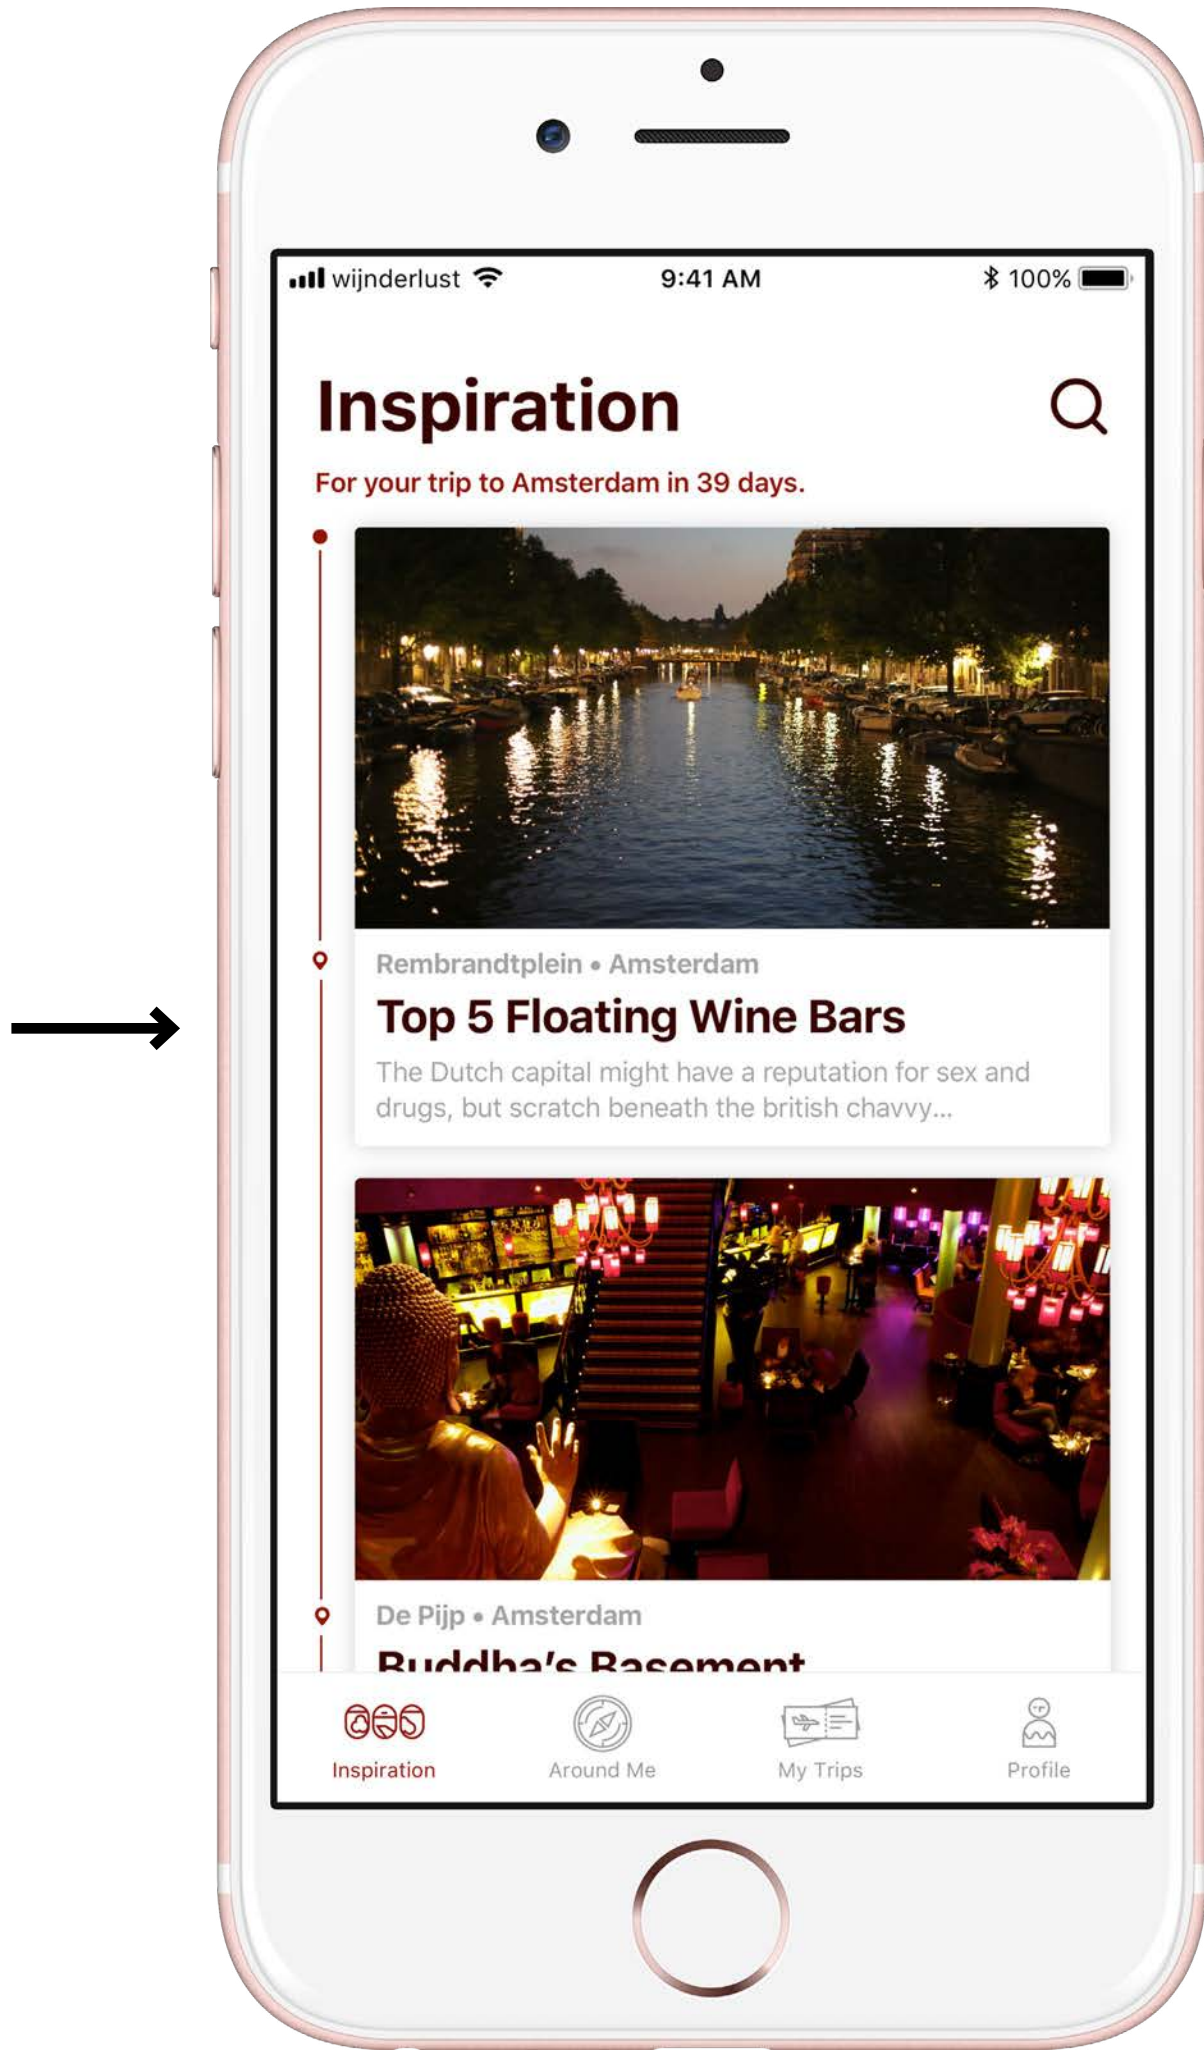 wijnderlust
9:41 AM
100%
Inspiration
For your trip to Amsterdam in 39 days.
Rembrandtplein • Amsterdam
Top 5 Floating Wine Bars
The Dutch capital might have a reputation for sex and
drugs, but scratch beneath the british chavvy...
De Pijp • Amsterdam
Buddha's Basement
Inspiration
Around Me
My Trips
Profile